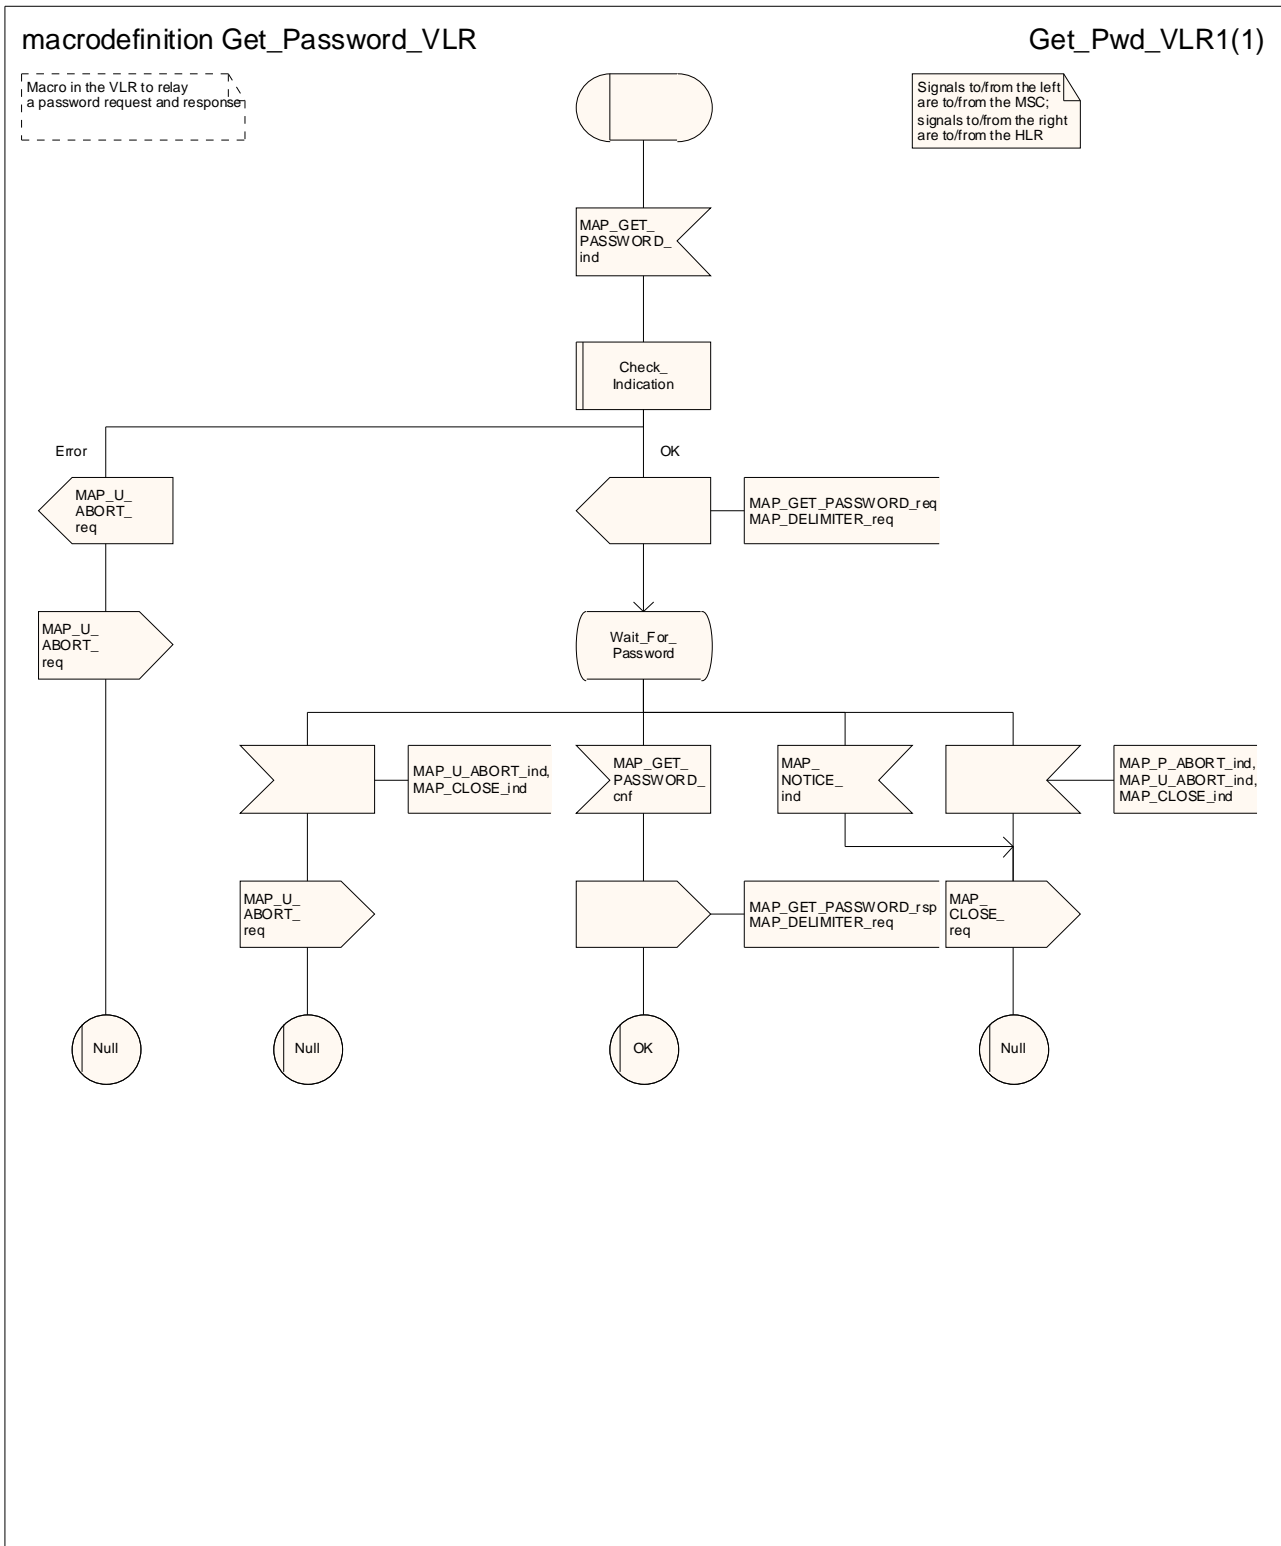 macrodefinition Get_Password_VLR
Get_Pwd_VLR1(1)
Macro in the VLR to relay
a password request and response
Signals to/from the left
are to/from the MSC;
signals to/from the right
are to/from the HLR
MAP_GET_
PASSWORD_
ind
Check_
Indication
Error
OK
MAP_U_
ABORT_
req
MAP_GET_PASSWORD_req
MAP_DELIMITER_req
MAP_U_
ABORT_
req
Wait_For_
Password
MAP_U_ABORT_ind,
MAP_CLOSE_ind
MAP_GET_
PASSWORD_
cnf
MAP_
NOTICE_
ind
MAP_P_ABORT_ind,
MAP_U_ABORT_ind,
MAP_CLOSE_ind
MAP_U_
ABORT_
req
MAP_GET_PASSWORD_rsp
MAP_DELIMITER_req
MAP_
CLOSE_
req
Null
Null
OK
Null